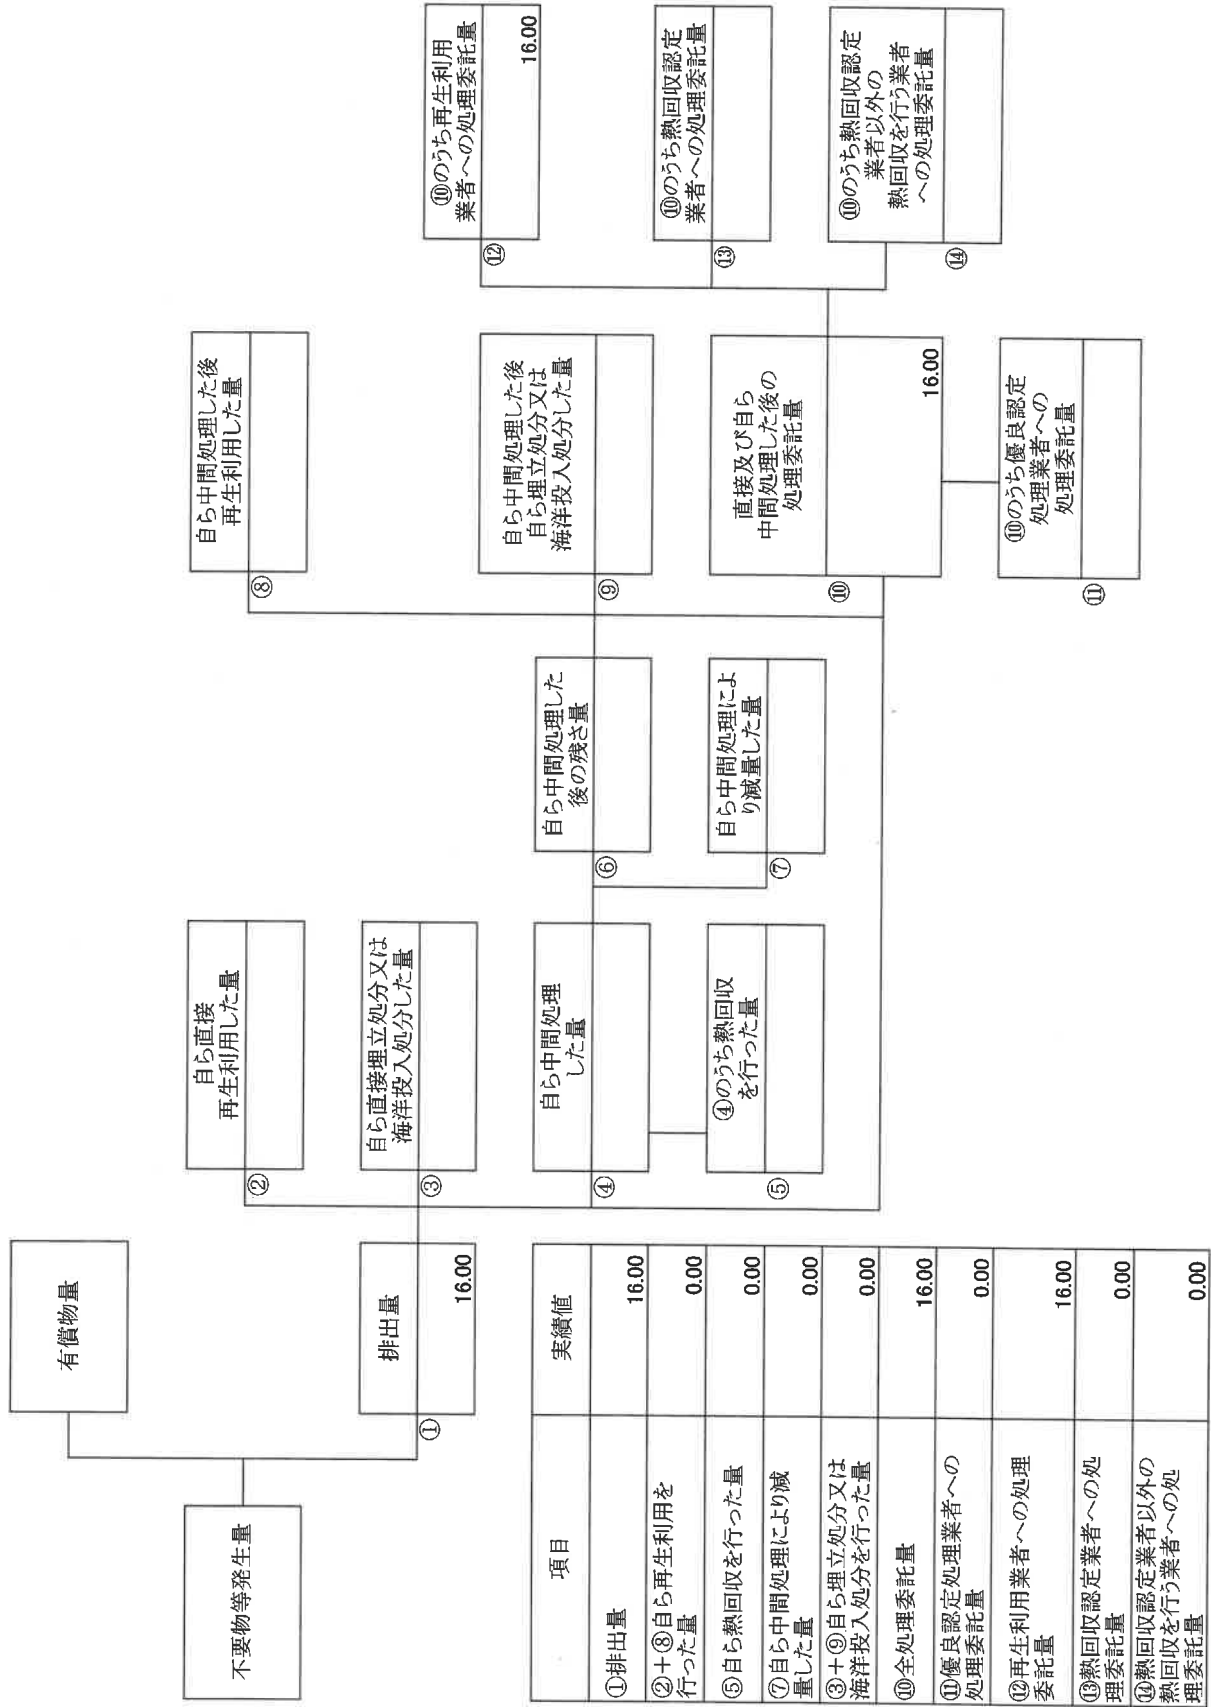 不要物等発生量
有償物量
①
排出量
16.00
②
自ら直接
再生利用した量
③
自ら直接埋立処分又は
海洋投入処分した量
④
自ら中間処理
した量
⑤
④のうち熱回収
を行った量
⑥
自ら中間処理した
後の残さ量
⑦
自ら中間処理によ
り減量した量
⑧
自ら中間処理した後
再生利用した量
⑨
自ら中間処理した後
自ら埋立処分又は
海洋投入処分した量
⑩
直接及び自ら
中間処理した後の
処理委託量
16.00
⑪
⑩のうち優良認定
処理業者への
処理委託量
⑫
⑩のうち再生利用
業者への処理委託量
16.00
⑬
⑩のうち熱回収認定
業者への処理委託量
⑭
⑩のうち熱回収認定
業者以外の
熱回収を行う業者
への処理委託量
項目 実績値
①排出量 16.00
②+⑧自ら再生利用を
行った量 0.00
⑤自ら熱回収を行った量 0.00
⑦自ら中間処理により減
量した量 0.00
③+⑨自ら埋立処分又は
海洋投入処分を行った量 0.00
⑩全処理委託量 16.00
⑪優良認定処理業者への
処理委託量 0.00
⑫再生利用業者への処理
委託量 16.00
⑬熱回収認定業者への処
理委託量 0.00
⑭熱回収認定業者以外の
熱回収を行う業者への処
理委託量 0.00